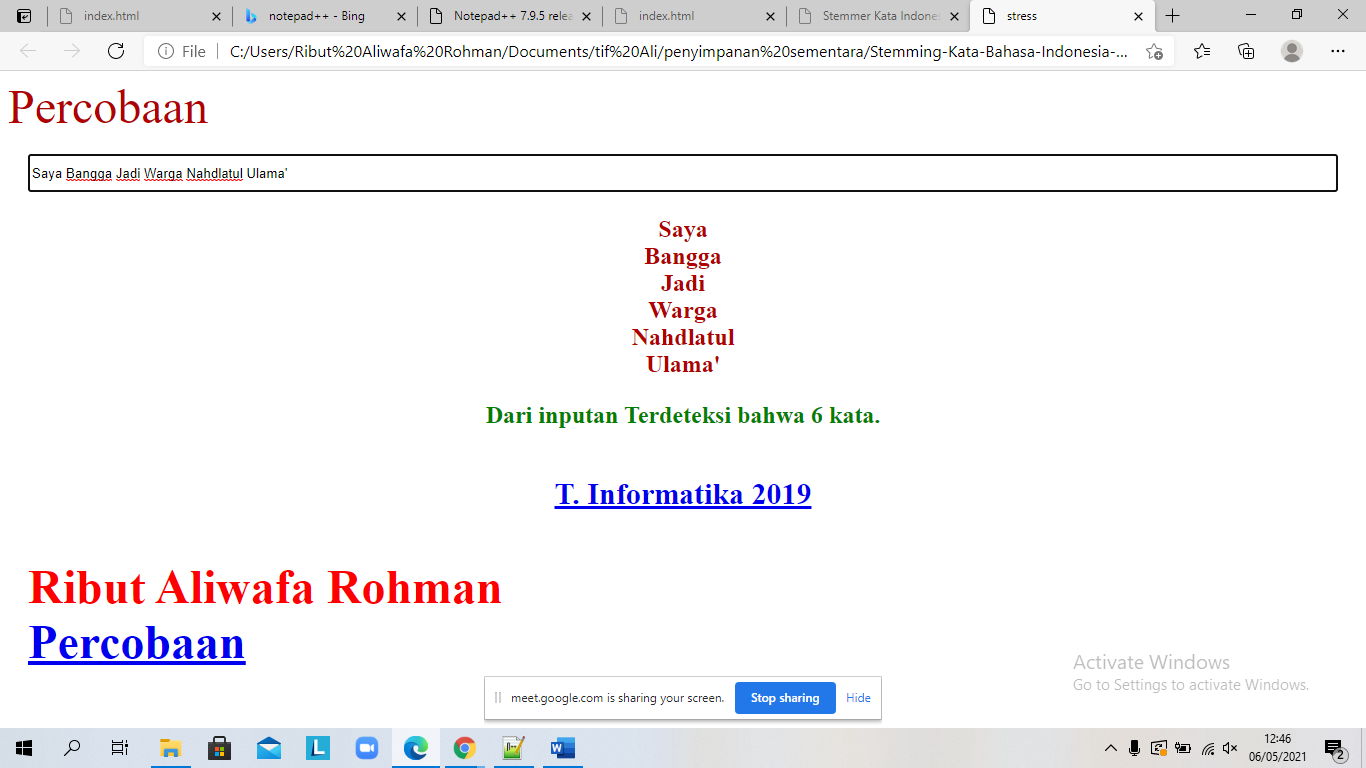 index.html
notepad++ - Bing
Notepad++ 7.9.5 relea
index.html
Stemmer Kata Indones
stress
File
C:/Users/Ribut%20Aliwafa%20Rohman/Documents/tif%20Ali/penyimpanan%20sementara/Stemming-Kata-Bahasa-Indonesia-...
Percobaan
Saya Bangga Jadi Warga Nahdlatul Ulama'
Saya
Bangga
Jadi
Warga
Nahdlatul
Ulama'
Dari inputan Terdeteksi bahwa 6 kata.
T. Informatika 2019
Ribut Aliwafa Rohman
Percobaan
Activate Windows
Go to Settings to activate Windows.
meet.google.com is sharing your screen.
Stop sharing
Hide
12:46
06/05/2021
2